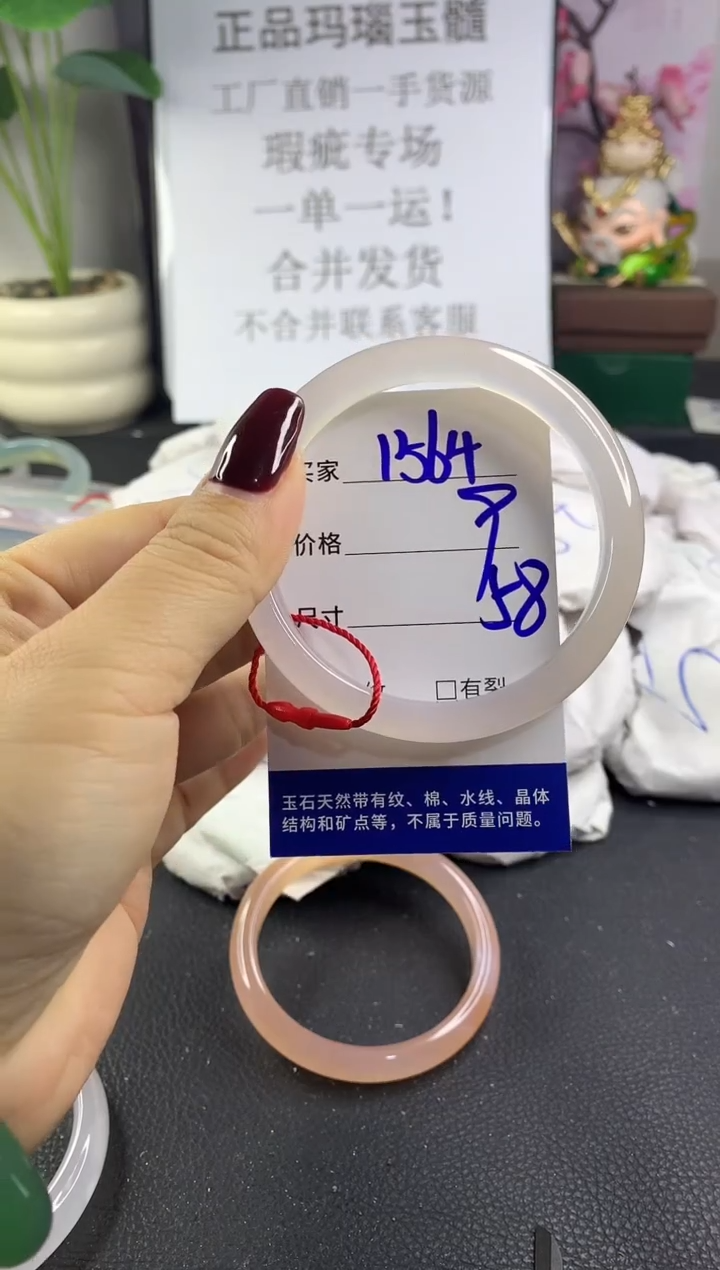 正品玛瑙玉髓
工厂直销一手货源
瑕疵专场
一单一运！
合并发货
不合并联系客服
买家 1564
价格
尺寸 58
□有裂
玉石天然带有纹、棉、水线、晶体
结构和矿点等，不属于质量问题。